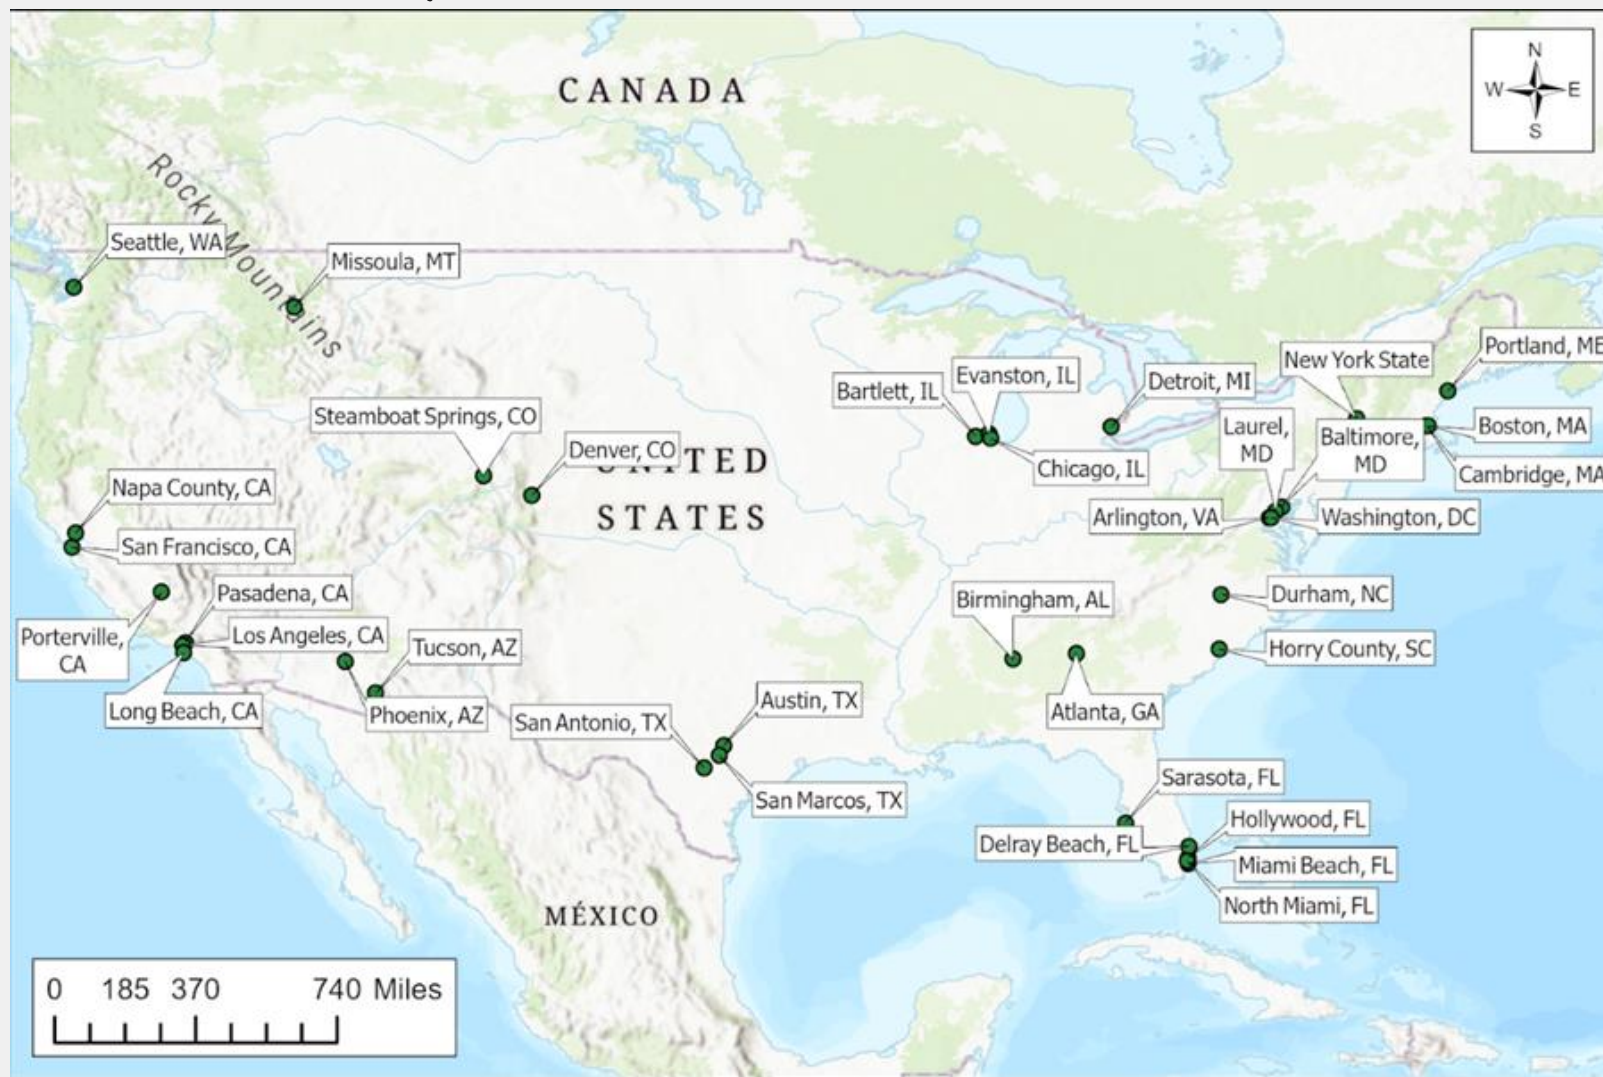 CANADA
N
W E
S
Rocky Mountains
Seattle, WA
Missoula, MT
New York State
Portland, ME
Evanston, IL
Detroit, MI
Bartlett, IL
Steamboat Springs, CO
Laurel,
MD
Baltimore,
MD
Boston, MA
Denver, CO
UNITED
STATES
Chicago, IL
Cambridge, MA
Napa County, CA
Arlington, VA
Washington, DC
San Francisco, CA
Pasadena, CA
Birmingham, AL
Durham, NC
Porterville,
CA
Los Angeles, CA
Tucson, AZ
Horry County, SC
Long Beach, CA
Phoenix, AZ
San Antonio, TX
Austin, TX
Atlanta, GA
San Marcos, TX
Sarasota, FL
Hollywood, FL
Delray Beach, FL
Miami Beach, FL
North Miami, FL
MÉXICO
0 185 370 740 Miles